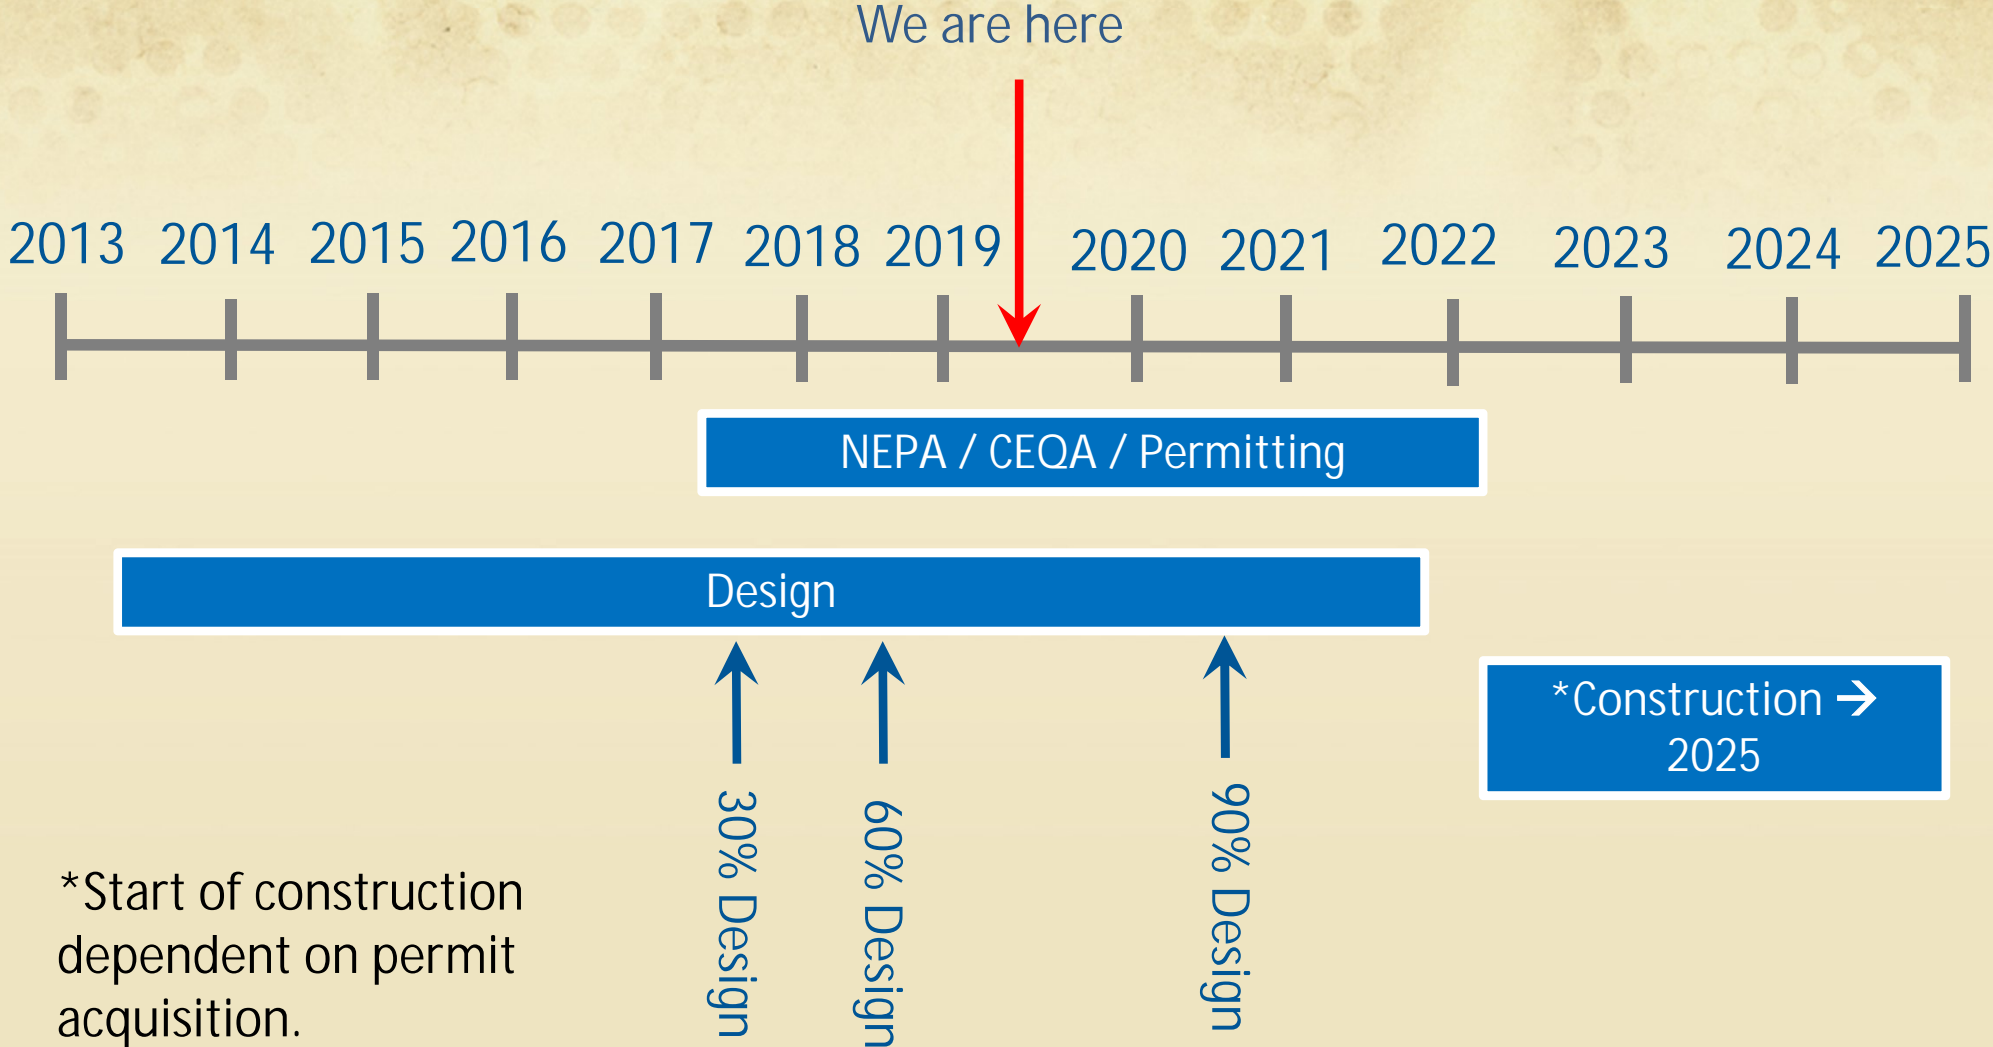 We are here
2013 2014 2015 2016 2017 2018 2019 2020 2021 2022 2023 2024 2025
NEPA / CEQA / Permitting
Design
*Construction →
2025
30% Design
60% Design
90% Design
*Start of construction
dependent on permit
acquisition.